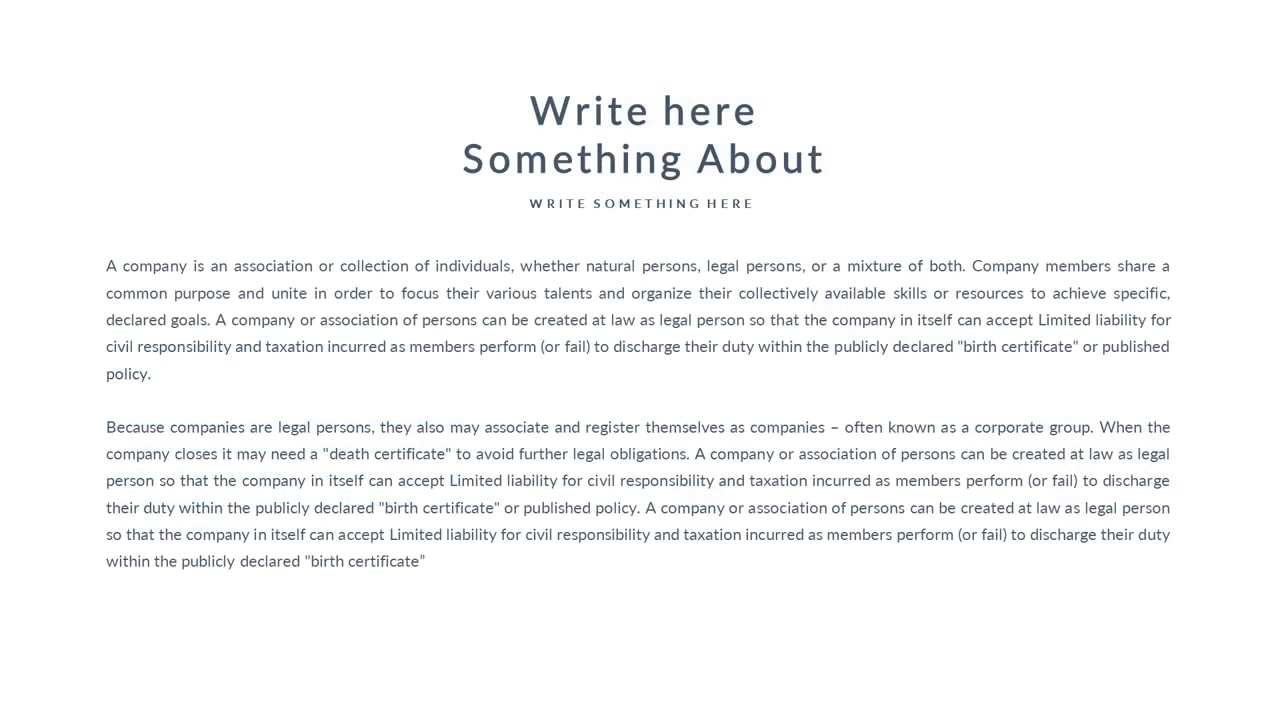 Write here
Something About
WRITE SOMETHING HERE
A company is an association or collection of individuals, whether natural persons, legal persons, or a mixture of both. Company members share a
common purpose and unite in order to focus their various talents and organize their collectively available skills or resources to achieve specific,
declared goals. A company or association of persons can be created at law as legal person so that the company in itself can accept Limited liability for
civil responsibility and taxation incurred as members perform (or fail) to discharge their duty within the publicly declared "birth certificate" or published
policy.
Because companies are legal persons, they also may associate and register themselves as companies – often known as a corporate group. When the
company closes it may need a "death certificate" to avoid further legal obligations. A company or association of persons can be created at law as legal
person so that the company in itself can accept Limited liability for civil responsibility and taxation incurred as members perform (or fail) to discharge
their duty within the publicly declared "birth certificate" or published policy. A company or association of persons can be created at law as legal person
so that the company in itself can accept Limited liability for civil responsibility and taxation incurred as members perform (or fail) to discharge their duty
within the publicly declared "birth certificate”